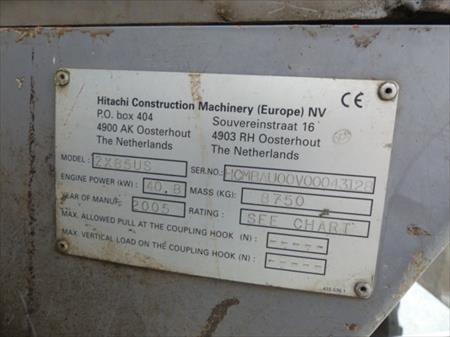 Hitachi Construction Machinery (Europe) NV CE
P.O. box 404 Souvereinstraat 16
4900 AK Oosterhout 4903 RH Oosterhout
The Netherlands The Netherlands
MODEL: ZX85US SER.NO.: HCMBAU00V00043128
ENGINE POWER (kW): 40.8 MASS (KG): 8750
YEAR OF MANUF. 2005 RATING: SEE CHART
MAX. ALLOWED PULL AT THE COUPLING HOOK (N) : -----
MAX. VERTICAL LOAD ON THE COUPLING HOOK (N) : -----